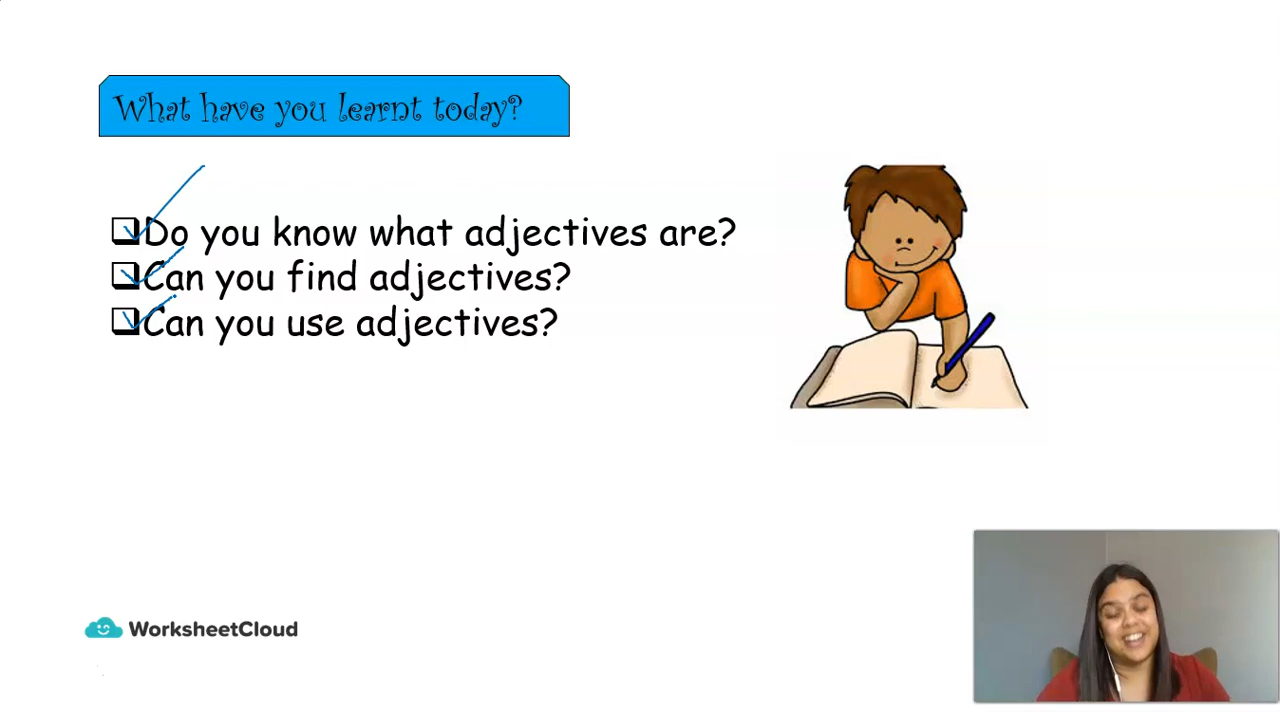 What have you learnt today?
Do you know what adjectives are?
Can you find adjectives?
Can you use adjectives?
WorksheetCloud